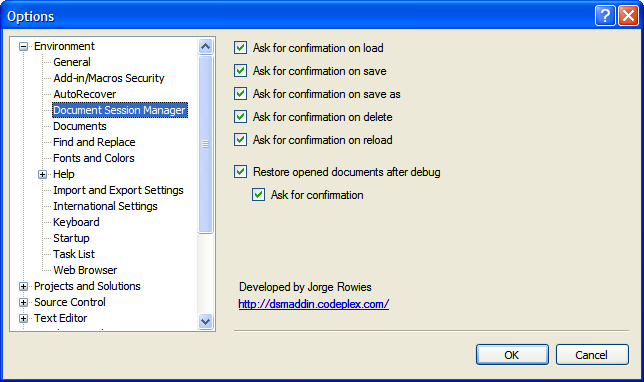 Options
Environment
General
Add-in/Macros Security
AutoRecover
Document Session Manager
Documents
Find and Replace
Fonts and Colors
Help
Import and Export Settings
International Settings
Keyboard
Startup
Task List
Web Browser
Projects and Solutions
Source Control
Text Editor
Ask for confirmation on load
Ask for confirmation on save
Ask for confirmation on save as
Ask for confirmation on delete
Ask for confirmation on reload
Restore opened documents after debug
Ask for confirmation
Developed by Jorge Rowies
http://dsmaddin.codeplex.com/
OK
Cancel